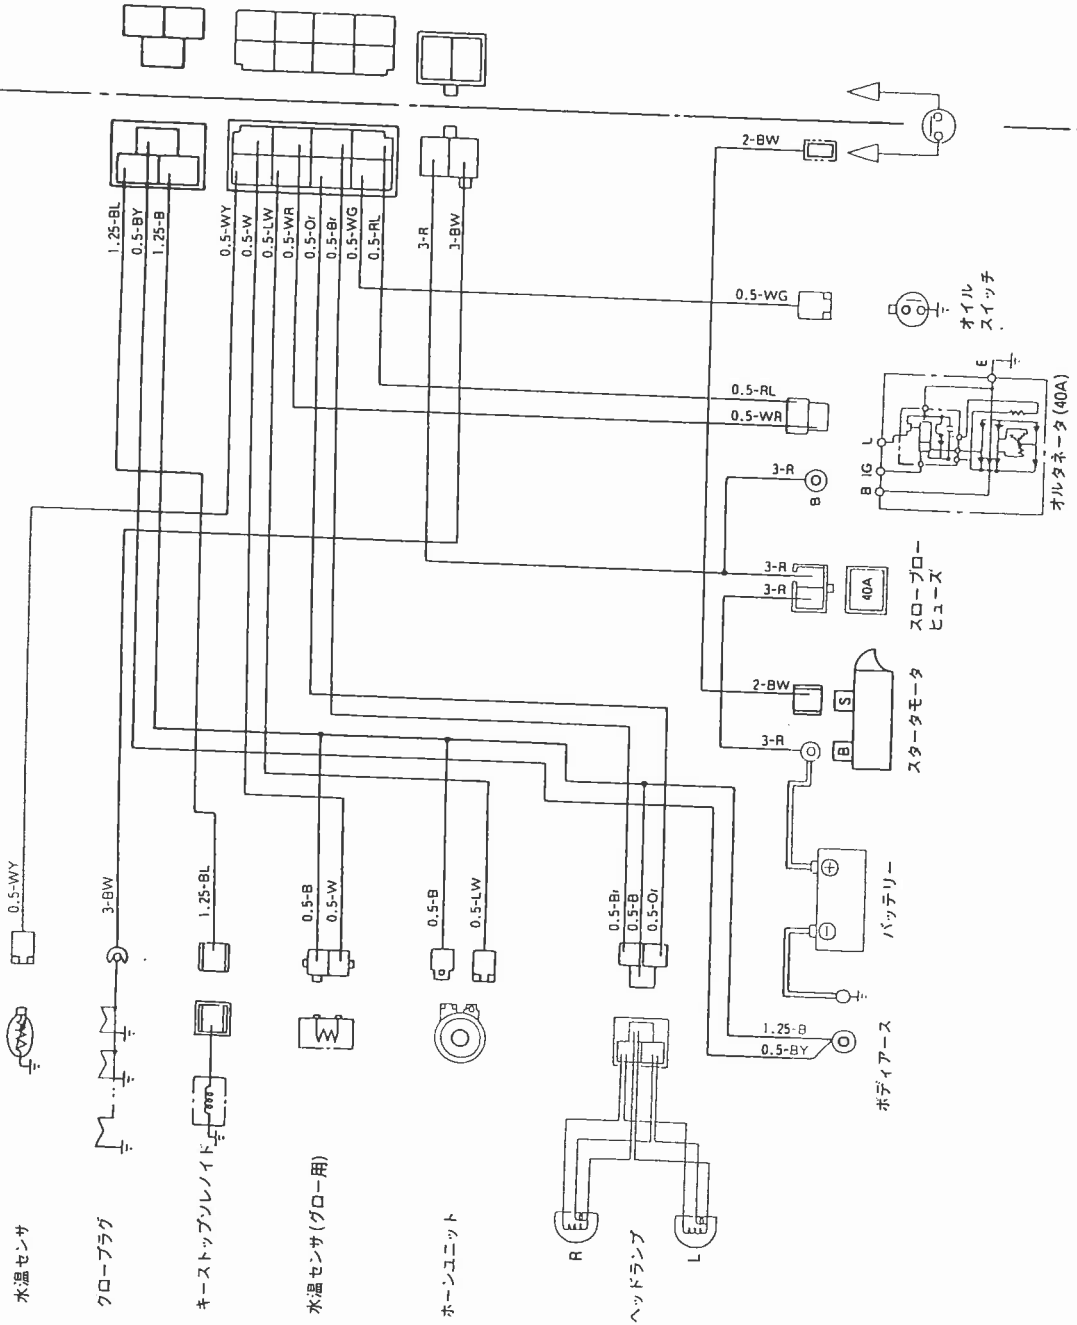 1.25-BL
0.5-BY
1.25-B
0.5-WY
0.5-W
0.5-LW
0.5-WR
0.5-Or
0.5-Br
0.5-WG
0.5-RL
3-R
3-BW
2-BW
0.5-WG
オイル
スイッチ
0.5-RL
0.5-WR
E
L
IG
B
オルタネータ(40A)
3-R
B
3-R
3-R
40A
スローブロー
ヒューズ
2-BW
3-R
S
B
スタータモータ
0.5-WY
3-BW
1.25-BL
0.5-B
0.5-W
0.5-B
0.5-LW
0.5-Br
0.5-B
0.5-Or
バッテリー
1.25-B
0.5-BY
ボディアース
水温センサ
グロープラグ
キーストップソレノイド
水温センサ(グロー用)
ホーンユニット
ヘッドランプ
R
L